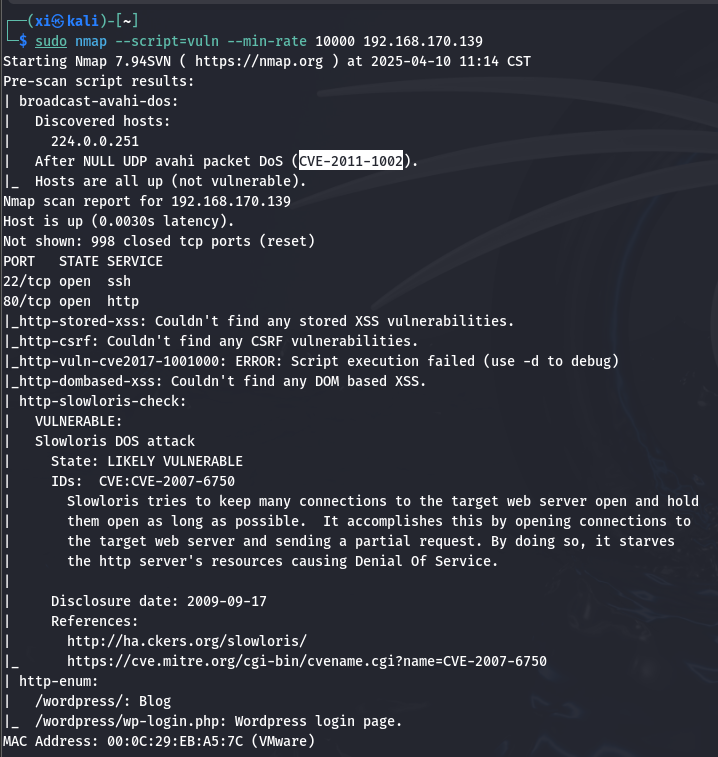 ┌──(xi㉿kali)-[~]
└─$ sudo nmap --script=vuln --min-rate 10000 192.168.170.139
Starting Nmap 7.94SVN ( https://nmap.org ) at 2025-04-10 11:14 CST
Pre-scan script results:
| broadcast-avahi-dos:
|   Discovered hosts:
|     224.0.0.251
|   After NULL UDP avahi packet DoS (CVE-2011-1002).
|_  Hosts are all up (not vulnerable).
Nmap scan report for 192.168.170.139
Host is up (0.0030s latency).
Not shown: 998 closed tcp ports (reset)
PORT   STATE SERVICE
22/tcp open  ssh
80/tcp open  http
|_http-stored-xss: Couldn't find any stored XSS vulnerabilities.
|_http-csrf: Couldn't find any CSRF vulnerabilities.
|_http-vuln-cve2017-1001000: ERROR: Script execution failed (use -d to debug)
|_http-dombased-xss: Couldn't find any DOM based XSS.
| http-slowloris-check:
|   VULNERABLE:
|   Slowloris DOS attack
|     State: LIKELY VULNERABLE
|     IDs:  CVE:CVE-2007-6750
|       Slowloris tries to keep many connections to the target web server open and hold
|       them open as long as possible.  It accomplishes this by opening connections to
|       the target web server and sending a partial request. By doing so, it starves
|       the http server's resources causing Denial Of Service.
|
|     Disclosure date: 2009-09-17
|     References:
|       http://ha.ckers.org/slowloris/
|_      https://cve.mitre.org/cgi-bin/cvename.cgi?name=CVE-2007-6750
| http-enum:
|   /wordpress/: Blog
|_  /wordpress/wp-login.php: Wordpress login page.
MAC Address: 00:0C:29:EB:A5:7C (VMware)